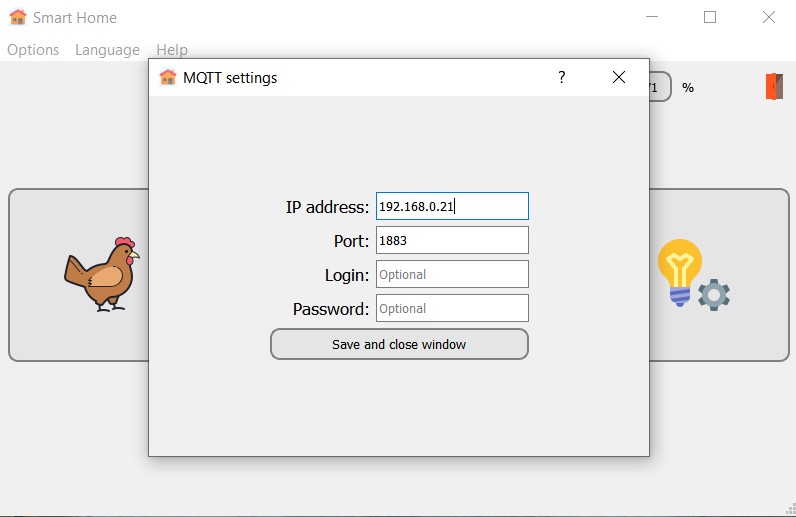 Smart Home
Options Language Help
MQTT settings ?
%
IP address: 192.168.0.21
Port: 1883
Login: Optional
Password: Optional
Save and close window